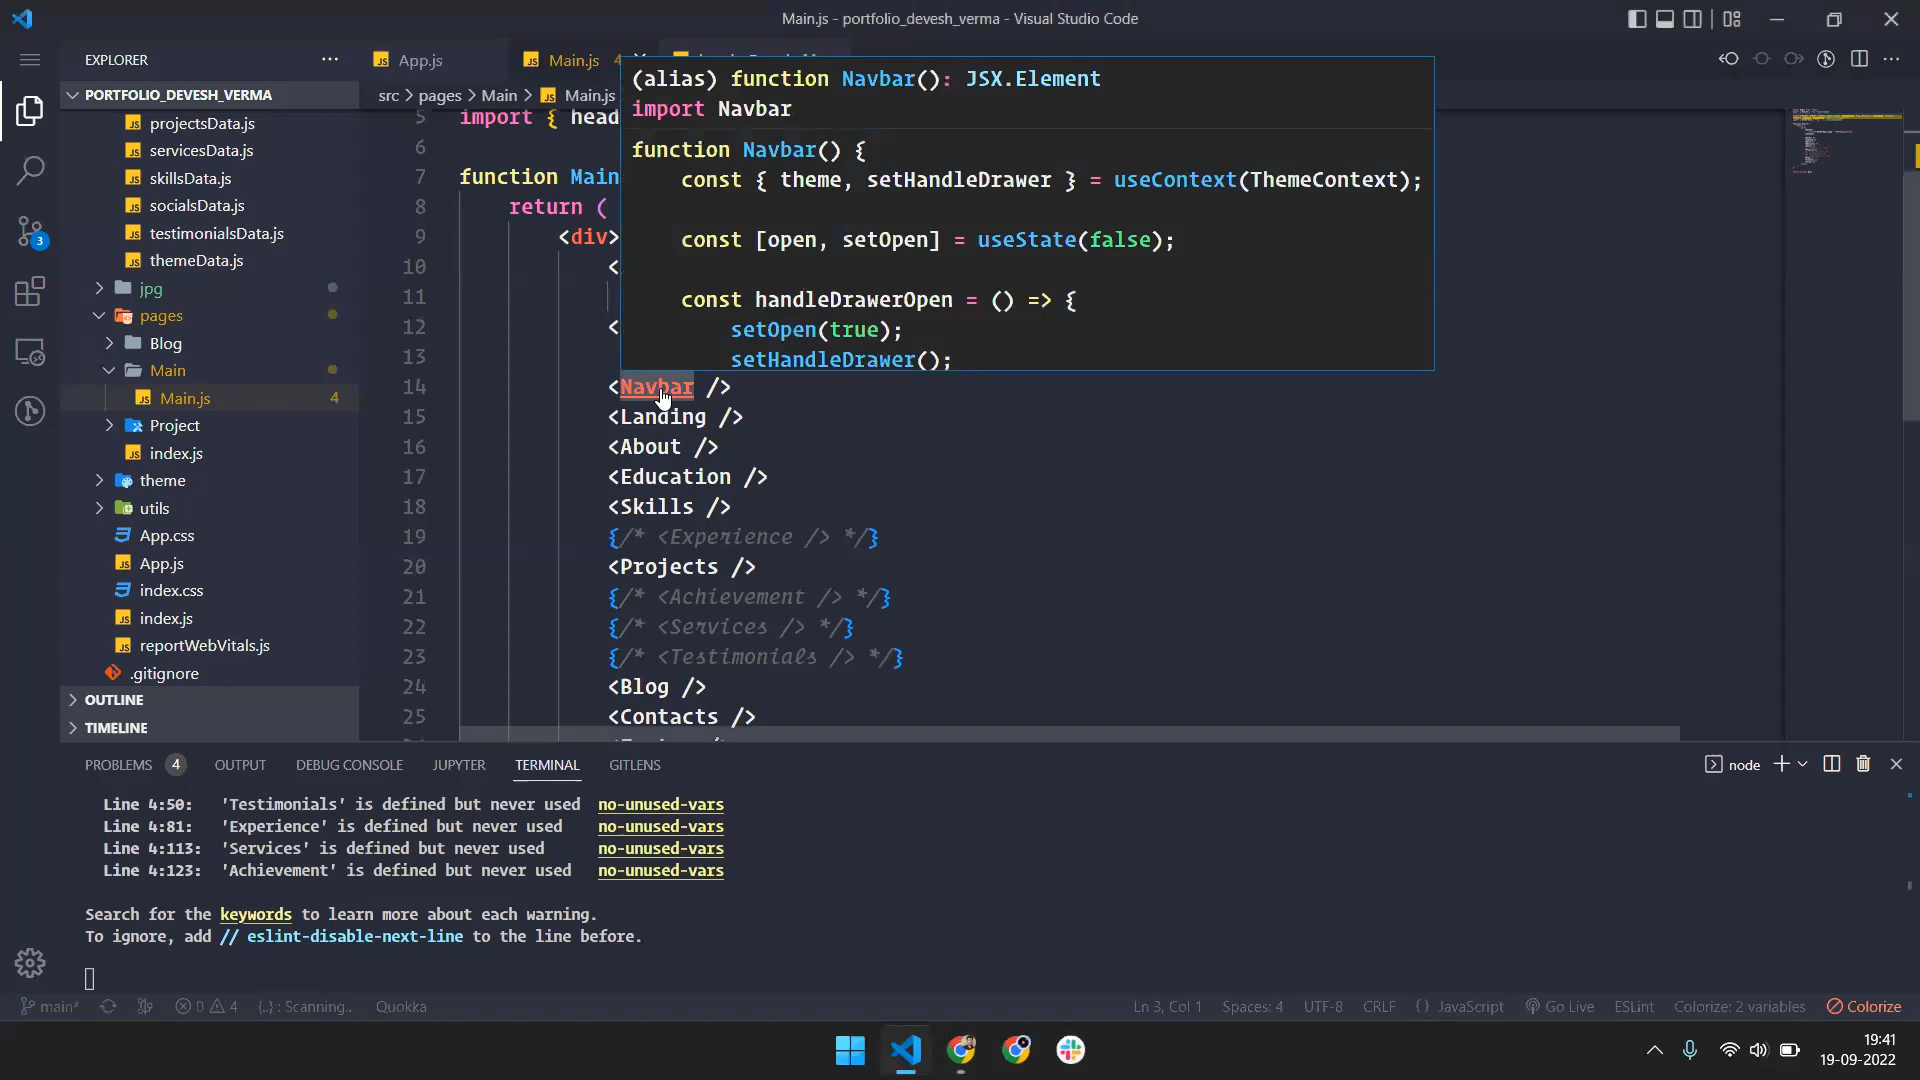 Main.js - portfolio_devesh_verma - Visual Studio Code
EXPLORER
App.js
Main.js 4
PORTFOLIO_DEVESH_VERMA
src > pages > Main > Main.js
projectsData.js
servicesData.js
skillsData.js
socialsData.js
testimonialsData.js
themeData.js
jpg
pages
Blog
Main
Main.js 4
Project
index.js
theme
utils
App.css
App.js
index.css
index.js
reportWebVitals.js
.gitignore
OUTLINE
TIMELINE
3
(alias) function Navbar(): JSX.Element
import Navbar
function Navbar() {
const { theme, setHandleDrawer } = useContext(ThemeContext);
const [open, setOpen] = useState(false);
const handleDrawerOpen = () => {
setOpen(true);
setHandleDrawer();
5 import { head
6
7 function Main
8 return (
9 <div>
10 <
11
12 <
13
14 <Navbar />
15 <Landing />
16 <About />
17 <Education />
18 <Skills />
19 {/* <Experience /> */}
20 <Projects />
21 {/* <Achievement /> */}
22 {/* <Services /> */}
23 {/* <Testimonials /> */}
24 <Blog />
25 <Contacts />
PROBLEMS 4 OUTPUT DEBUG CONSOLE JUPYTER TERMINAL GITLENS
node
Line 4:50: 'Testimonials' is defined but never used no-unused-vars
Line 4:81: 'Experience' is defined but never used no-unused-vars
Line 4:113: 'Services' is defined but never used no-unused-vars
Line 4:123: 'Achievement' is defined but never used no-unused-vars
Search for the keywords to learn more about each warning.
To ignore, add // eslint-disable-next-line to the line before.
main* 0 4 {..} : Scanning.. Quokka
Ln 3, Col 1 Spaces: 4 UTF-8 CRLF { } JavaScript Go Live ESLint Colorize: 2 variables Colorize
19:41
19-09-2022